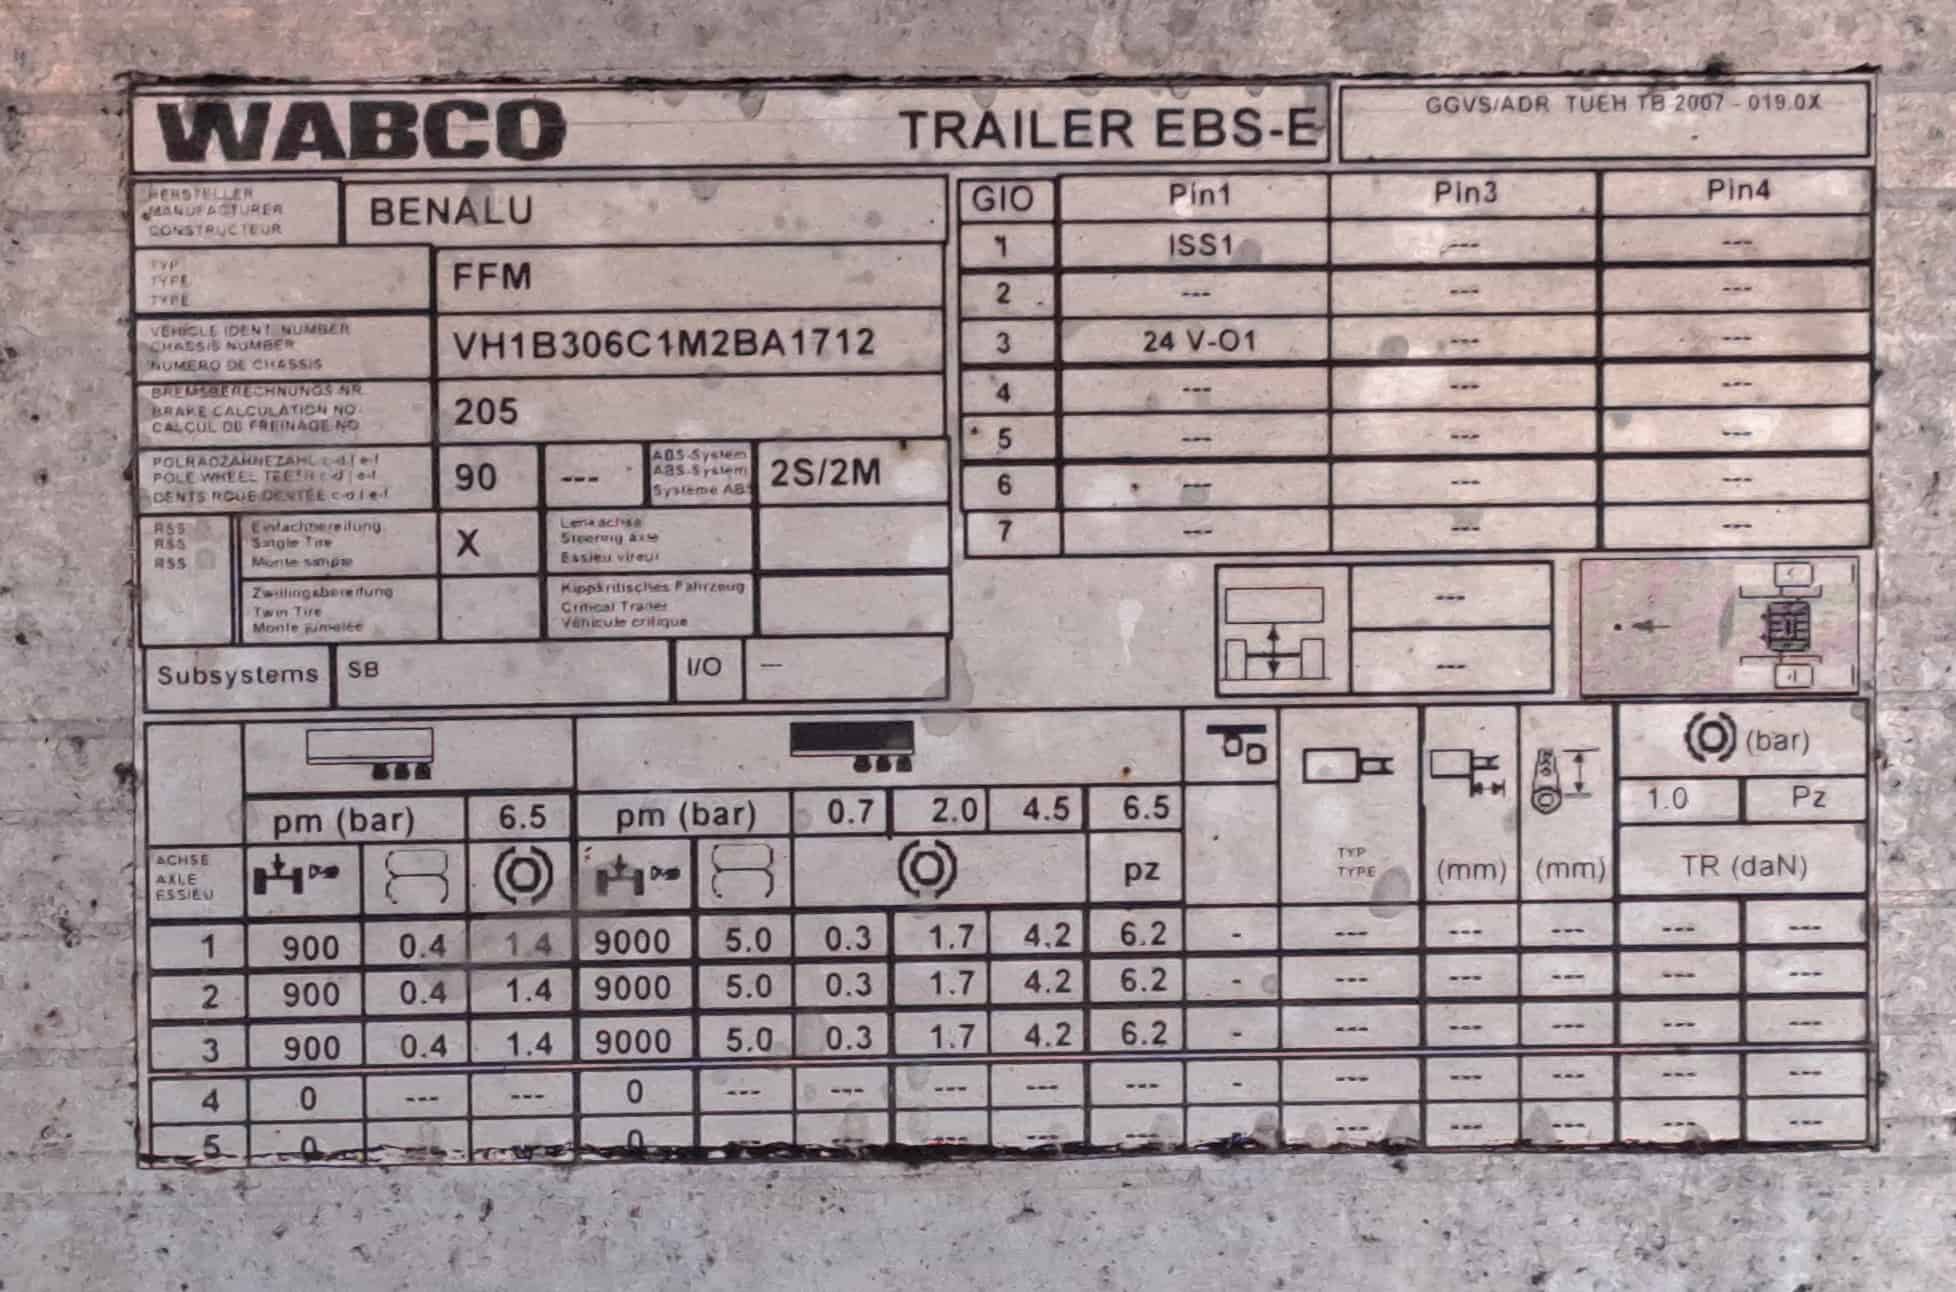 WABCO TRAILER EBS-E
GGVS/ADR TUEH TB 2007 - 019.0X
HERSTELLER
MANUFACTURER
CONSTRUCTEUR
BENALU
TYP
TYPE
TYPE
FFM
VEHICLE IDENT. NUMBER
CHASSIS NUMBER
NUMERO DE CHASSIS
VH1B306C1M2BA1712
BREMSBERECHNUNGS NR.
BRAKE CALCULATION NO.
CALCUL DE FREINAGE NO.
205
POLRADZÄHNEZAHL c-d / e-f
POLE WHEEL TEETH c-d / e-f
DENTS ROUE DENTÉE c-d / e-f
90 ---
ABS-System
ABS-System
Système ABS
2S/2M
RSS
RSS
RSS
Einfachbereifung
Single Tire
Monte simple
X
Lenkachse
Steering axle
Essieu vireur
Zwillingsbereifung
Twin Tire
Monte jumelée
Kippkritisches Fahrzeug
Critical Trailer
Véhicule critique
Subsystems SB I/O ---
GIO Pin1 Pin3 Pin4
1 ISS1 --- ---
2 --- --- ---
3 24 V-O1 --- ---
4 --- --- ---
5 --- --- ---
6 --- --- ---
7 --- --- ---
---
---
pm (bar) 6.5 pm (bar) 0.7 2.0 4.5 6.5
(bar)
1.0 Pz
ACHSE
AXLE
ESSIEU
pz
TYP
TYPE
(mm) (mm) TR (daN)
1 900 0.4 1.4 9000 5.0 0.3 1.7 4.2 6.2 - --- --- --- --- ---
2 900 0.4 1.4 9000 5.0 0.3 1.7 4.2 6.2 - --- --- --- --- ---
3 900 0.4 1.4 9000 5.0 0.3 1.7 4.2 6.2 - --- --- --- --- ---
4 0 --- --- 0 --- --- --- --- --- - --- --- --- --- ---
5 0 0 --- --- --- --- --- --- --- --- --- ---